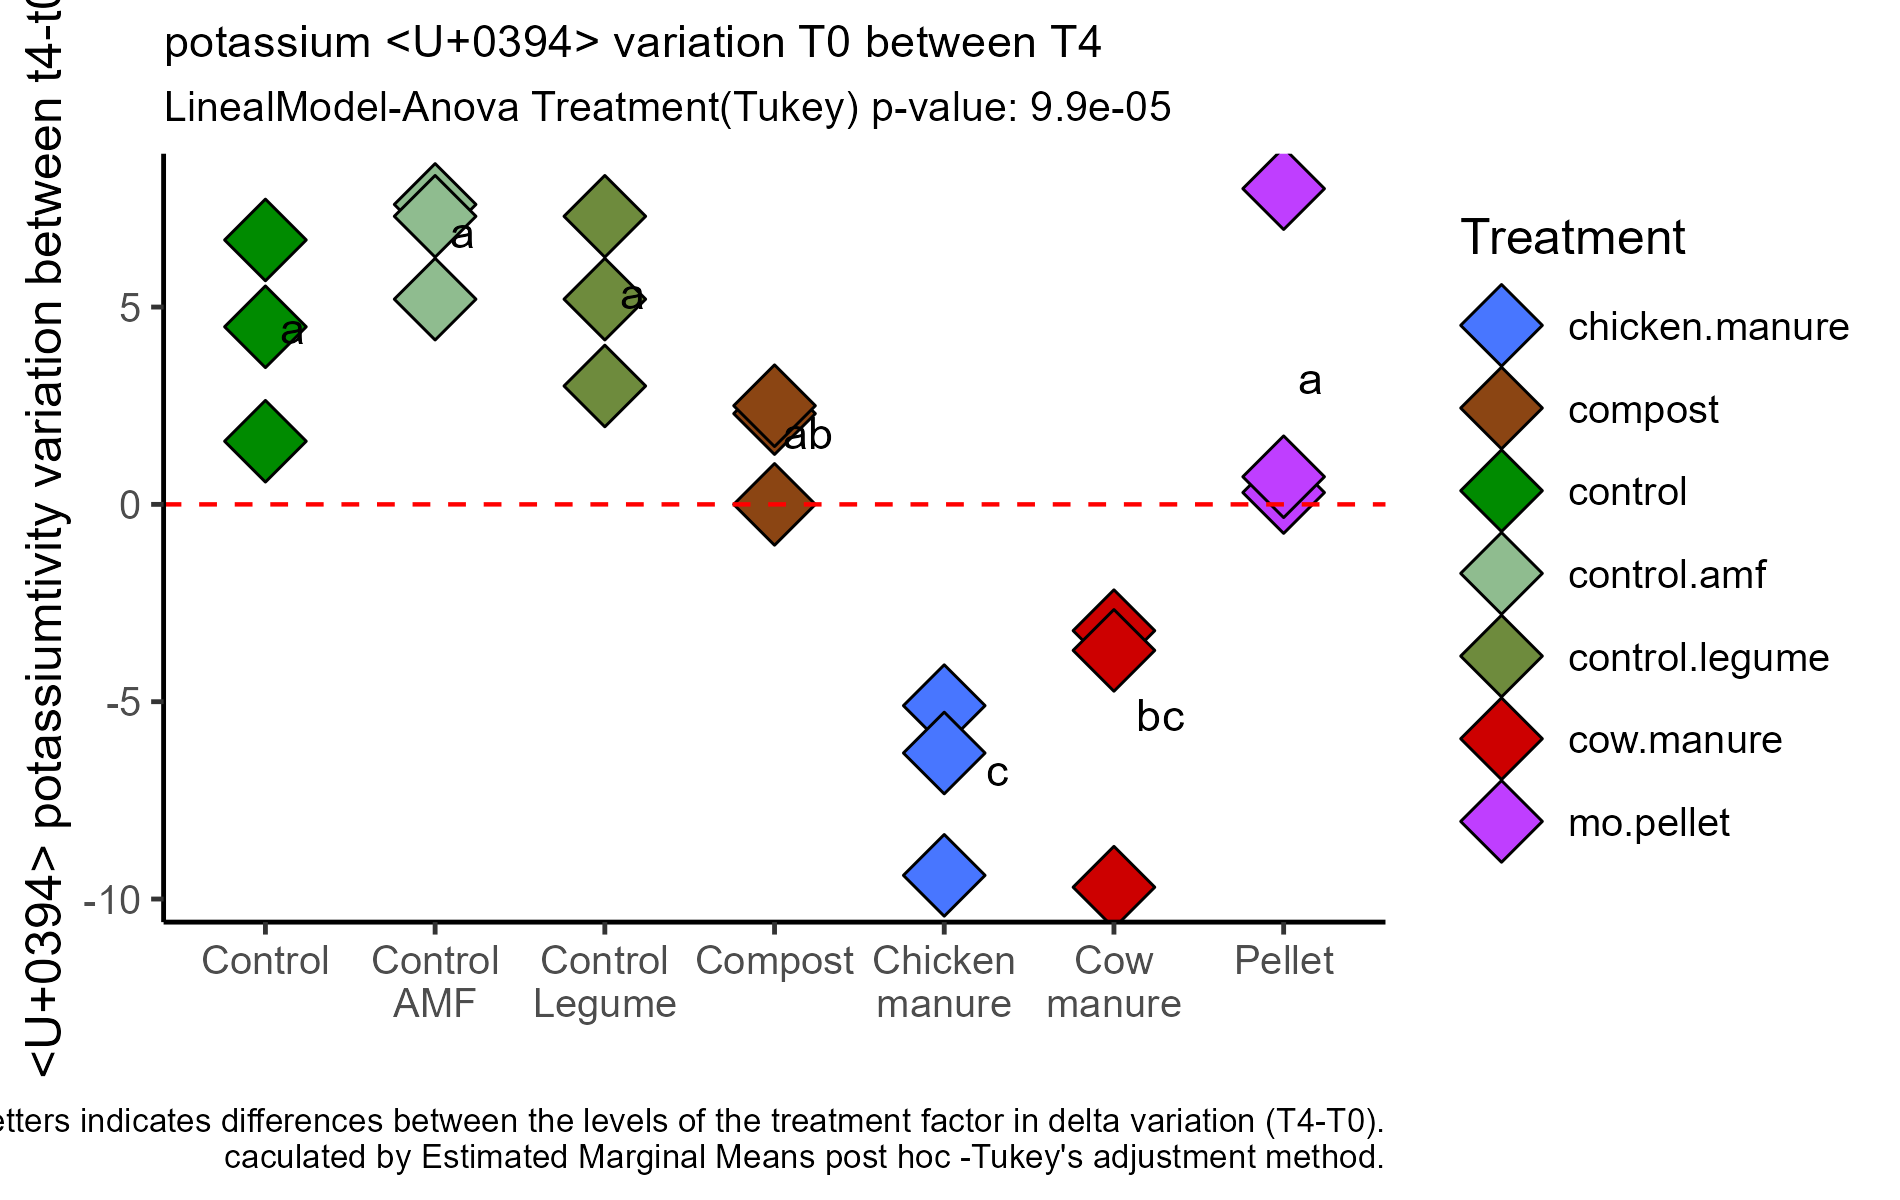 potassium <U+0394> variation T0 between T4
LinealModel-Anova Treatment(Tukey) p-value: 9.9e-05
<U+0394> potassiumtivity variation between t4-t0
5
0
-5
-10
a
a
a
ab
c
bc
a
Control
Control
AMF
Control
Legume
Compost
Chicken
manure
Cow
manure
Pellet
Treatment
chicken.manure
compost
control
control.amf
control.legume
cow.manure
mo.pellet
etters indicates differences between the levels of the treatment factor in delta variation (T4-T0).
caculated by Estimated Marginal Means post hoc -Tukey's adjustment method.